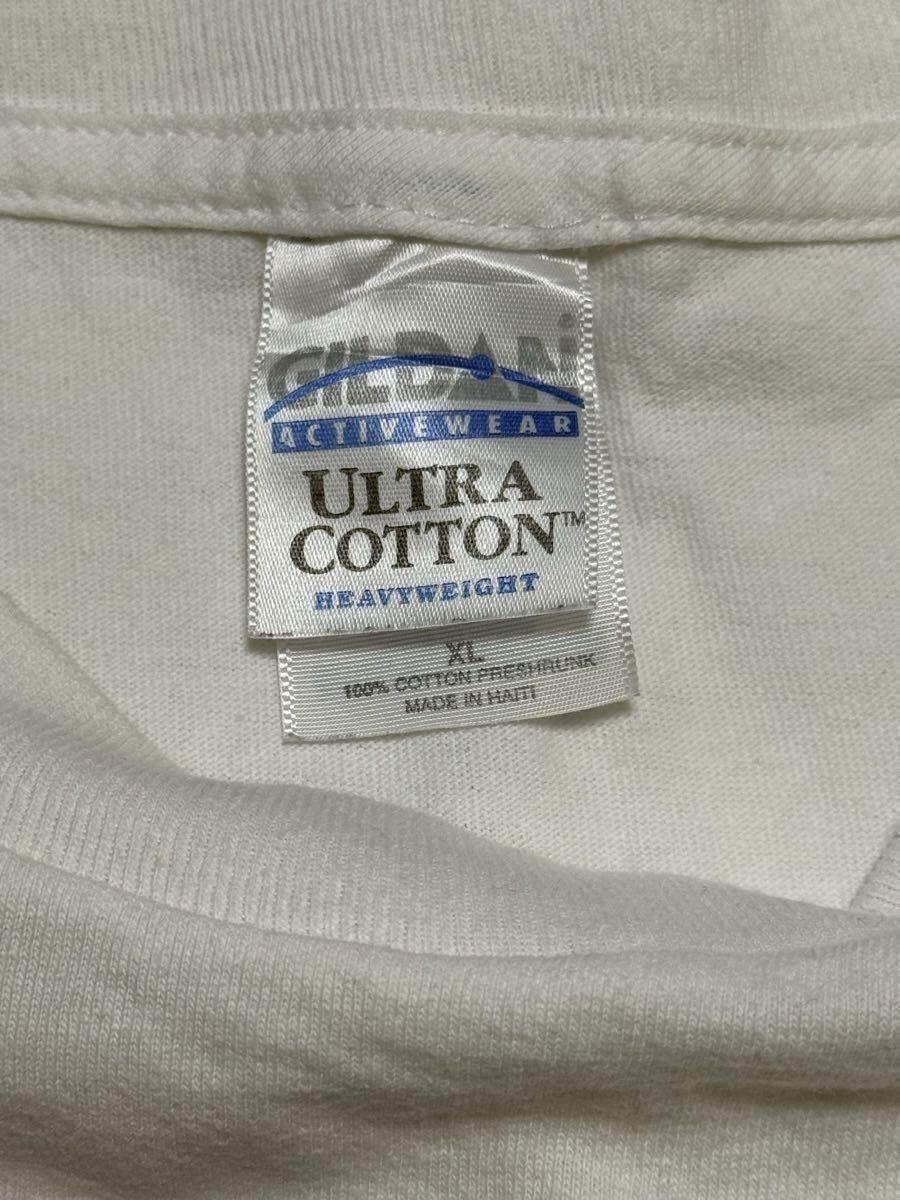 GILDAN
ACTIVEWEAR
ULTRA
COTTON™
HEAVYWEIGHT
XL
100% COTTON PRESHRUNK
MADE IN HAITI